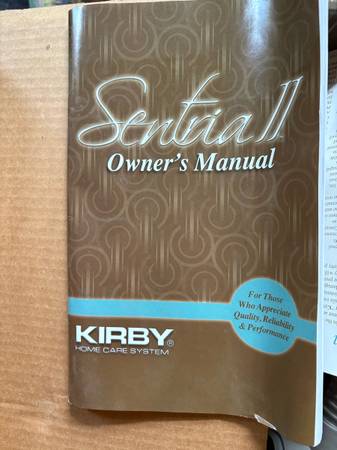 Sentria II
Owner's Manual
For Those
Who Appreciate
Quality, Reliability
& Performance
KIRBY®
HOME CARE SYSTEM